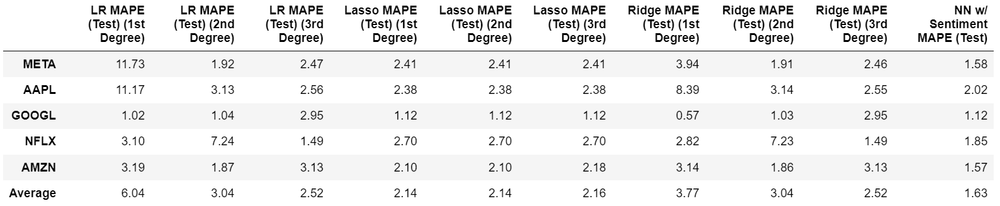 LR MAPE LR MAPE LR MAPE Lasso MAPE Lasso MAPE Lasso MAPE Ridge MAPE Ridge MAPE Ridge MAPE NN w/
(Test) (1st (Test) (2nd (Test) (3rd (Test) (1st (Test) (2nd (Test) (3rd (Test) (1st (Test) (2nd (Test) (3rd Sentiment
Degree) Degree) Degree) Degree) Degree) Degree) Degree) Degree) Degree) MAPE (Test)
META 11.73 1.92 2.47 2.41 2.41 2.41 3.94 1.91 2.46 1.58
AAPL 11.17 3.13 2.56 2.38 2.38 2.38 8.39 3.14 2.55 2.02
GOOGL 1.02 1.04 2.95 1.12 1.12 1.12 0.57 1.03 2.95 1.12
NFLX 3.10 7.24 1.49 2.70 2.70 2.70 2.82 7.23 1.49 1.85
AMZN 3.19 1.87 3.13 2.10 2.10 2.18 3.14 1.86 3.13 1.57
Average 6.04 3.04 2.52 2.14 2.14 2.16 3.77 3.04 2.52 1.63